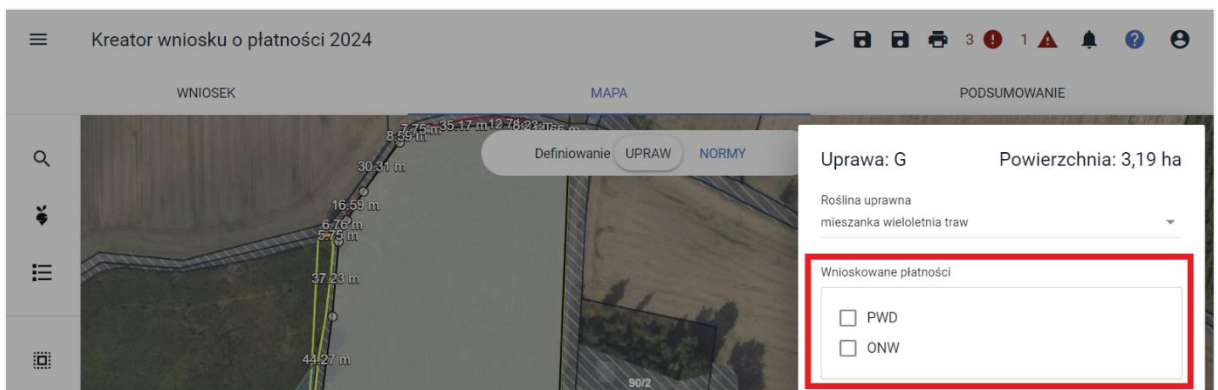 Kreator wniosku o płatności 2024
3
1
WNIOSEK
MAPA
PODSUMOWANIE
Definiowanie UPRAW NORMY
8.59 m
30.31 m
16.59 m
6.76 m
5.75 m
37.23 m
44.27 m
90/2
Uprawa: G
Powierzchnia: 3,19 ha
Roślina uprawna
mieszanka wieloletnia traw
Wnioskowane płatności
PWD
ONW